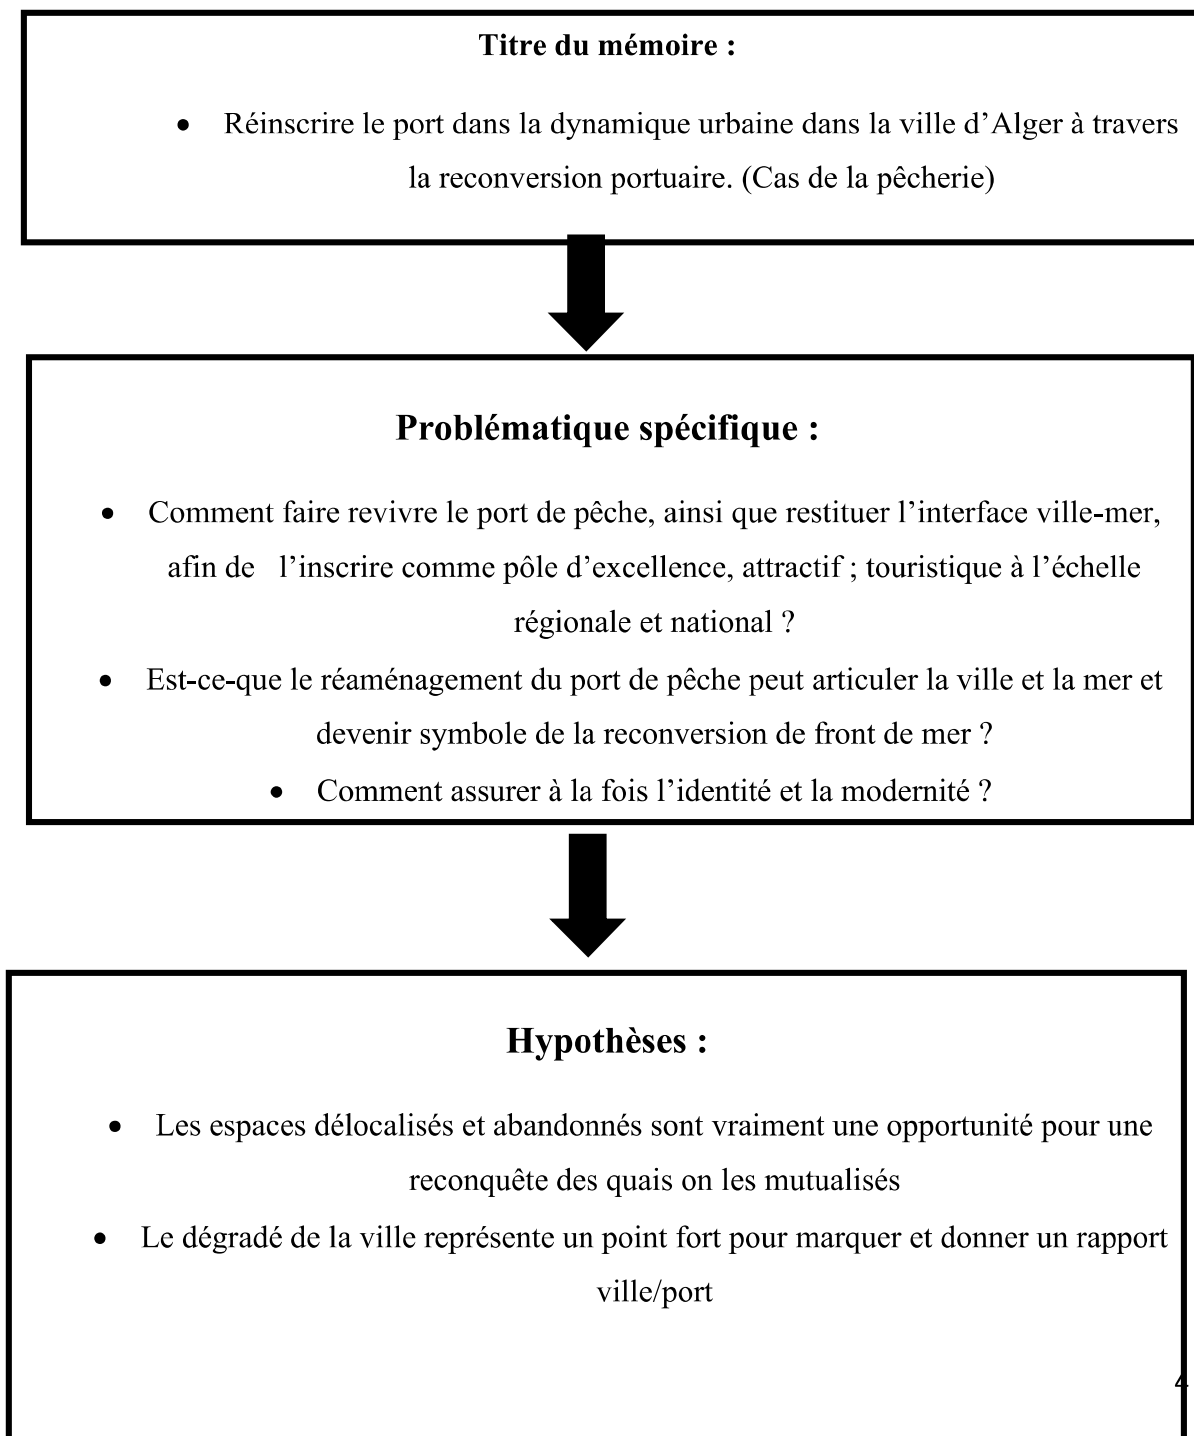 Titre du mémoire :
• Réinscrire le port dans la dynamique urbaine dans la ville d’Alger à travers
la reconversion portuaire. (Cas de la pêcherie)
Problématique spécifique :
• Comment faire revivre le port de pêche, ainsi que restituer l’interface ville-mer,
afin de l’inscrire comme pôle d’excellence, attractif ; touristique à l’échelle
régionale et national ?
• Est-ce-que le réaménagement du port de pêche peut articuler la ville et la mer et
devenir symbole de la reconversion de front de mer ?
• Comment assurer à la fois l’identité et la modernité ?
Hypothèses :
• Les espaces délocalisés et abandonnés sont vraiment une opportunité pour une
reconquête des quais on les mutualisés
• Le dégradé de la ville représente un point fort pour marquer et donner un rapport
ville/port
4